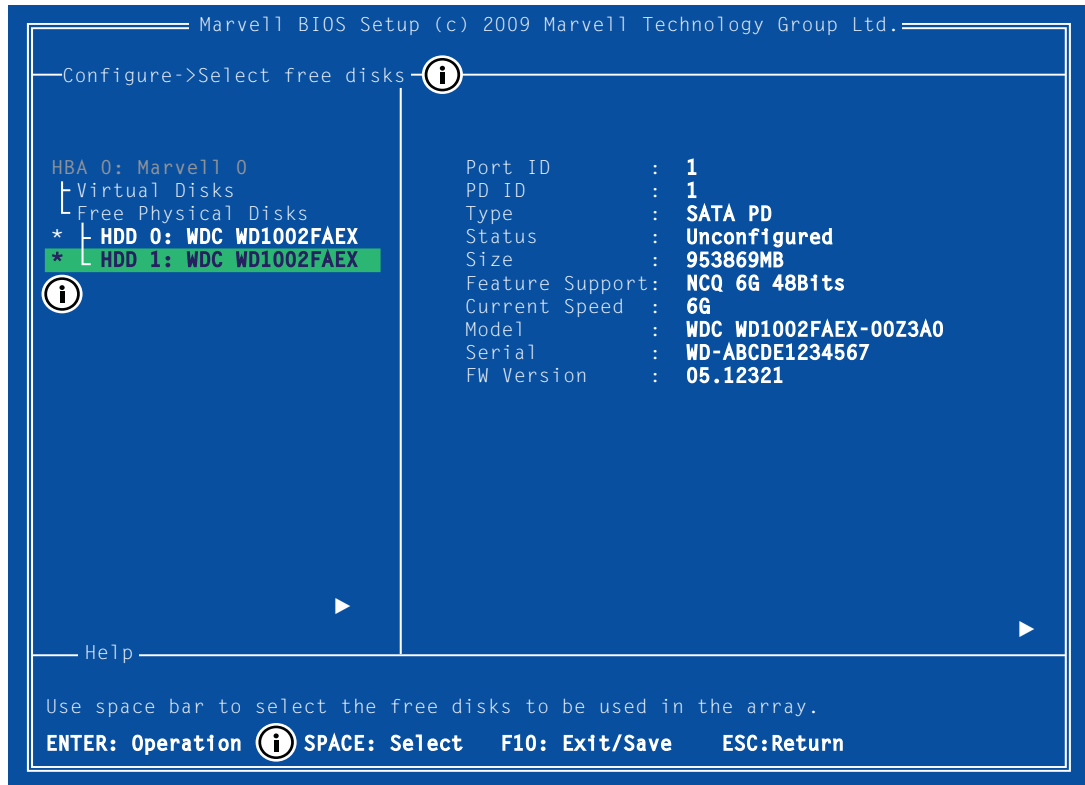 Marvell BIOS Setup (c) 2009 Marvell Technology Group Ltd.
Configure->Select free disks i
HBA 0: Marvell 0
Virtual Disks
Free Physical Disks
* HDD 0: WDC WD1002FAEX
* HDD 1: WDC WD1002FAEX
i
Port ID : 1
PD ID : 1
Type : SATA PD
Status : Unconfigured
Size : 953869MB
Feature Support: NCQ 6G 48Bits
Current Speed : 6G
Model : WDC WD1002FAEX-00Z3A0
Serial : WD-ABCDE1234567
FW Version : 05.12321
Help
Use space bar to select the free disks to be used in the array.
ENTER: Operation i SPACE: Select F10: Exit/Save ESC:Return